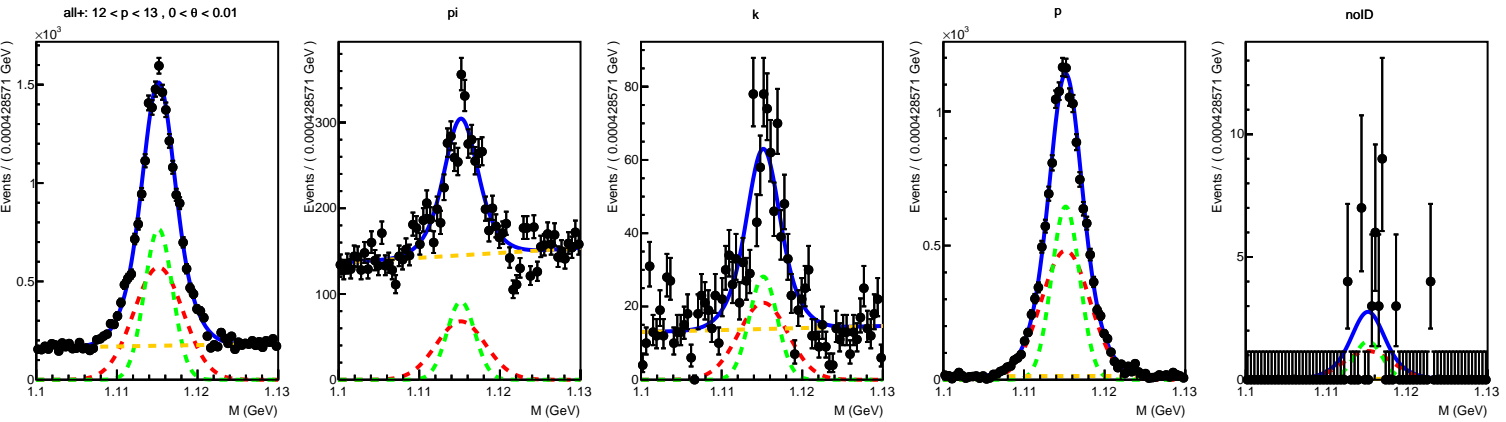 all+: 12 < p < 13 , 0 < θ < 0.01
×10³
Events / ( 0.000428571 GeV )
1.5
1
0.5
0
1.1 1.11 1.12 1.13
M (GeV)
pi
Events / ( 0.000428571 GeV )
300
200
100
0
1.1 1.11 1.12 1.13
M (GeV)
k
Events / ( 0.000428571 GeV )
80
60
40
20
0
1.1 1.11 1.12 1.13
M (GeV)
p
×10³
Events / ( 0.000428571 GeV )
1
0.5
0
1.1 1.11 1.12 1.13
M (GeV)
noID
Events / ( 0.000428571 GeV )
10
5
0
1.1 1.11 1.12 1.13
M (GeV)